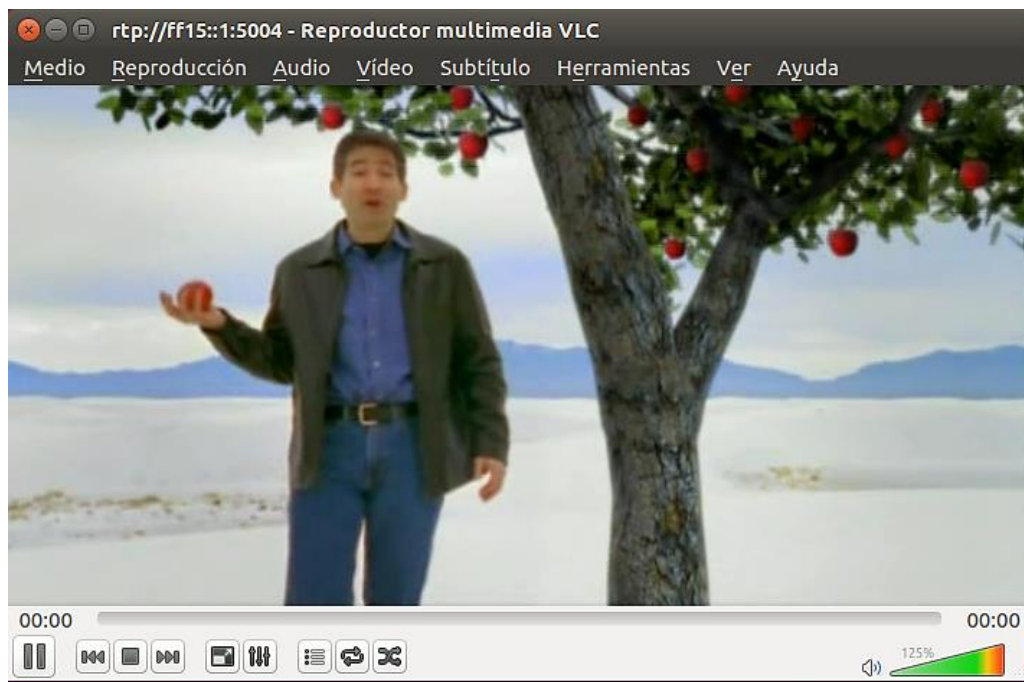 rtp://ff15::1:5004 - Reproductor multimedia VLC
Medio Reproducción Audio Vídeo Subtítulo Herramientas Ver Ayuda
00:00 00:00
125%